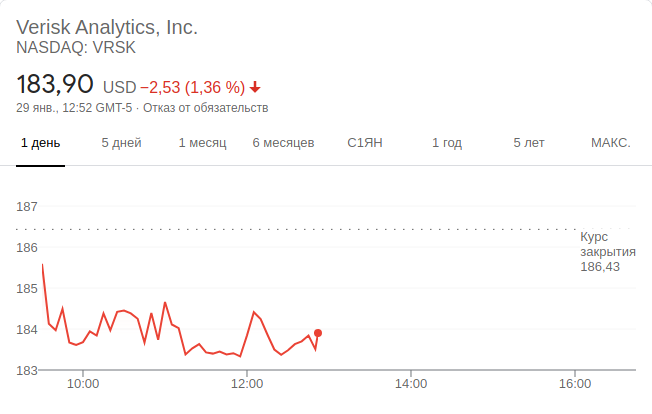 Verisk Analytics, Inc.
NASDAQ: VRSK
183,90 USD −2,53 (1,36 %)
29 янв., 12:52 GMT-5 · Отказ от обязательств
1 день 5 дней 1 месяц 6 месяцев С1ЯН 1 год 5 лет МАКС.
187
186
185
184
183
Курс
закрытия
186,43
10:00 12:00 14:00 16:00